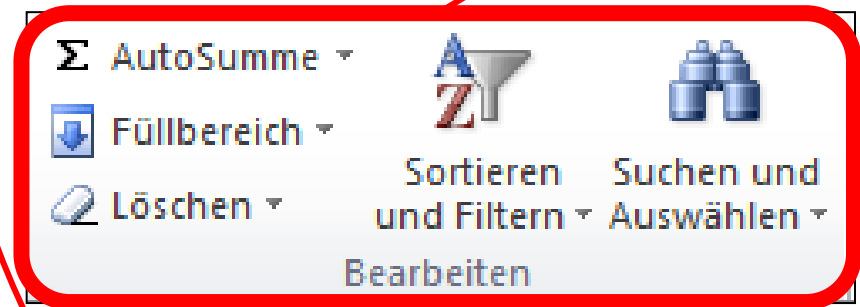 Σ AutoSumme
Füllbereich
Löschen
A
Z
Sortieren
und Filtern
Suchen und
Auswählen
Bearbeiten